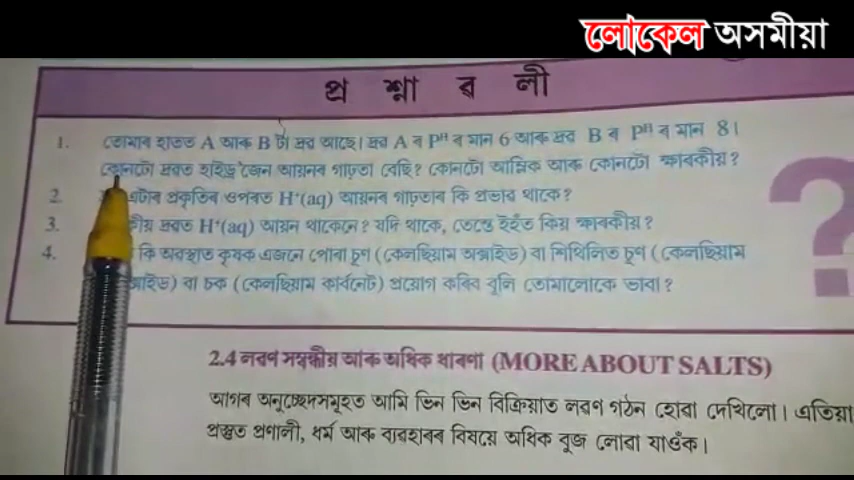 লোকেল অসমীয়া
প্ৰ শ্না ৱ লী
1. তোমাৰ হাতত A আৰু B টা দ্ৰৱ আছে। দ্ৰৱ A ৰ Pᴴ ৰ মান 6 আৰু দ্ৰৱ B ৰ Pᴴ ৰ মান 8।
কোনটো দ্ৰৱত হাইড্ৰ'জেন আয়নৰ গাঢ়তা বেছি? কোনটো আম্লিক আৰু কোনটো ক্ষাৰকীয়?
2. এটাৰ প্ৰকৃতিৰ ওপৰত H⁺(aq) আয়নৰ গাঢ়তাৰ কি প্ৰভাৱ থাকে?
3. দ্ৰৱত H⁺(aq) আয়ন থাকেনে? যদি থাকে, তেন্তে ইহঁত কিয় ক্ষাৰকীয়?
4. কি অৱস্থাত কৃষক এজনে পোৰা চূণ (কেলছিয়াম অক্সাইড) বা শিথিলিত চূণ (কেলছিয়াম
বা চক (কেলছিয়াম কাৰ্বনেট) প্ৰয়োগ কৰিব বুলি তোমালোকে ভাবা?
?
2.4 লৱণ সম্বন্ধীয় আৰু অধিক ধাৰণা (MORE ABOUT SALTS)
আগৰ অনুচ্ছেদসমূহত আমি ভিন ভিন বিক্ৰিয়াত লৱণ গঠন হোৱা দেখিলো। এতিয়া
প্ৰস্তুত প্ৰণালী, ধৰ্ম আৰু ব্যৱহাৰৰ বিষয়ে অধিক বুজ লোৱা যাওঁক।